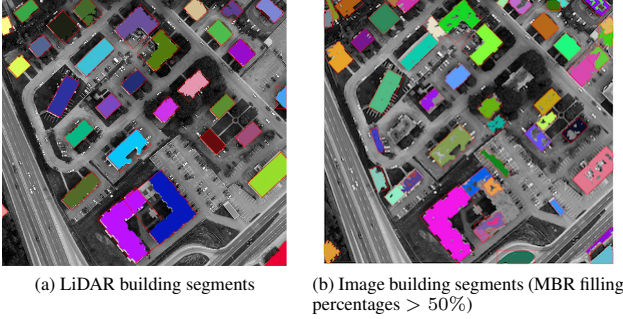 (a) LiDAR building segments
(b) Image building segments (MBR filling
percentages > 50%)